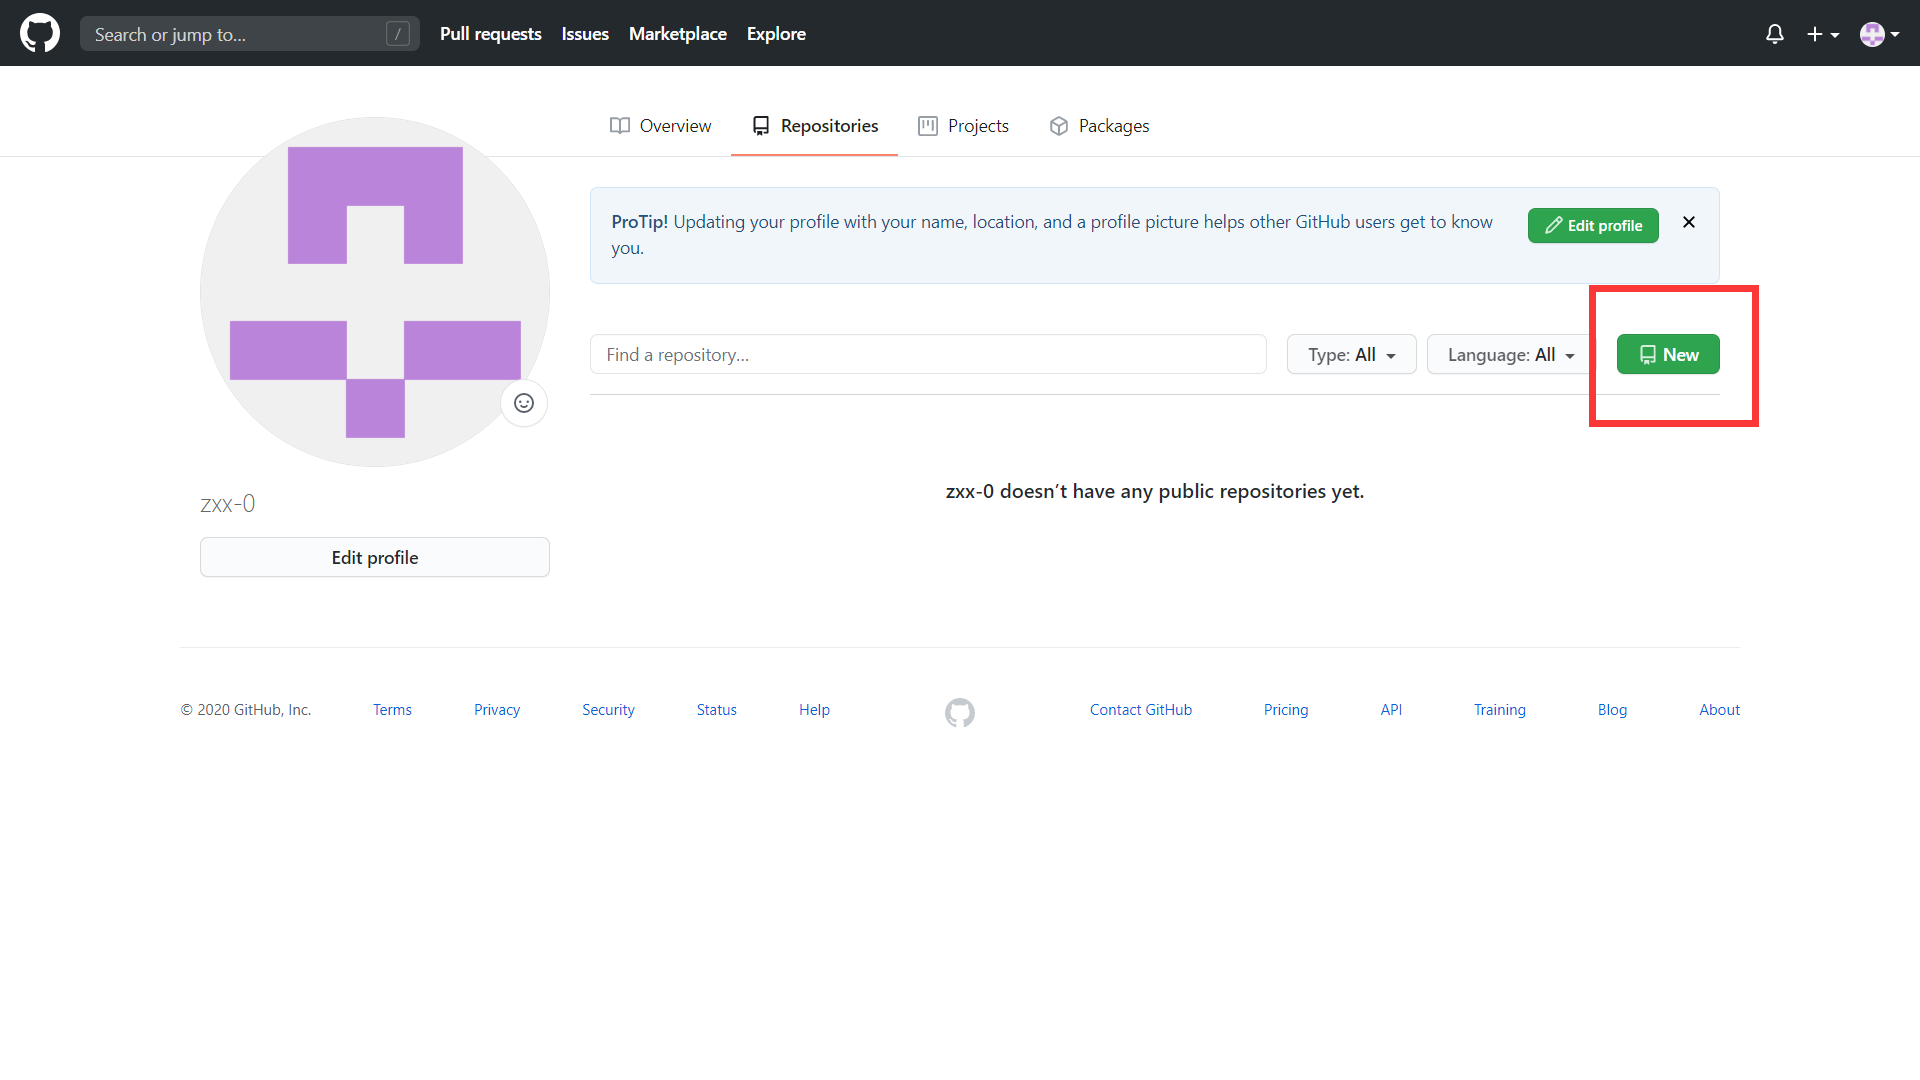 Search or jump to...
/
Pull requests
Issues
Marketplace
Explore
Overview
Repositories
Projects
Packages
ProTip! Updating your profile with your name, location, and a profile picture helps other GitHub users get to know
you.
Edit profile
Find a repository...
Type: All
Language: All
New
zxx-0 doesn’t have any public repositories yet.
zxx-0
Edit profile
© 2020 GitHub, Inc.
Terms
Privacy
Security
Status
Help
Contact GitHub
Pricing
API
Training
Blog
About